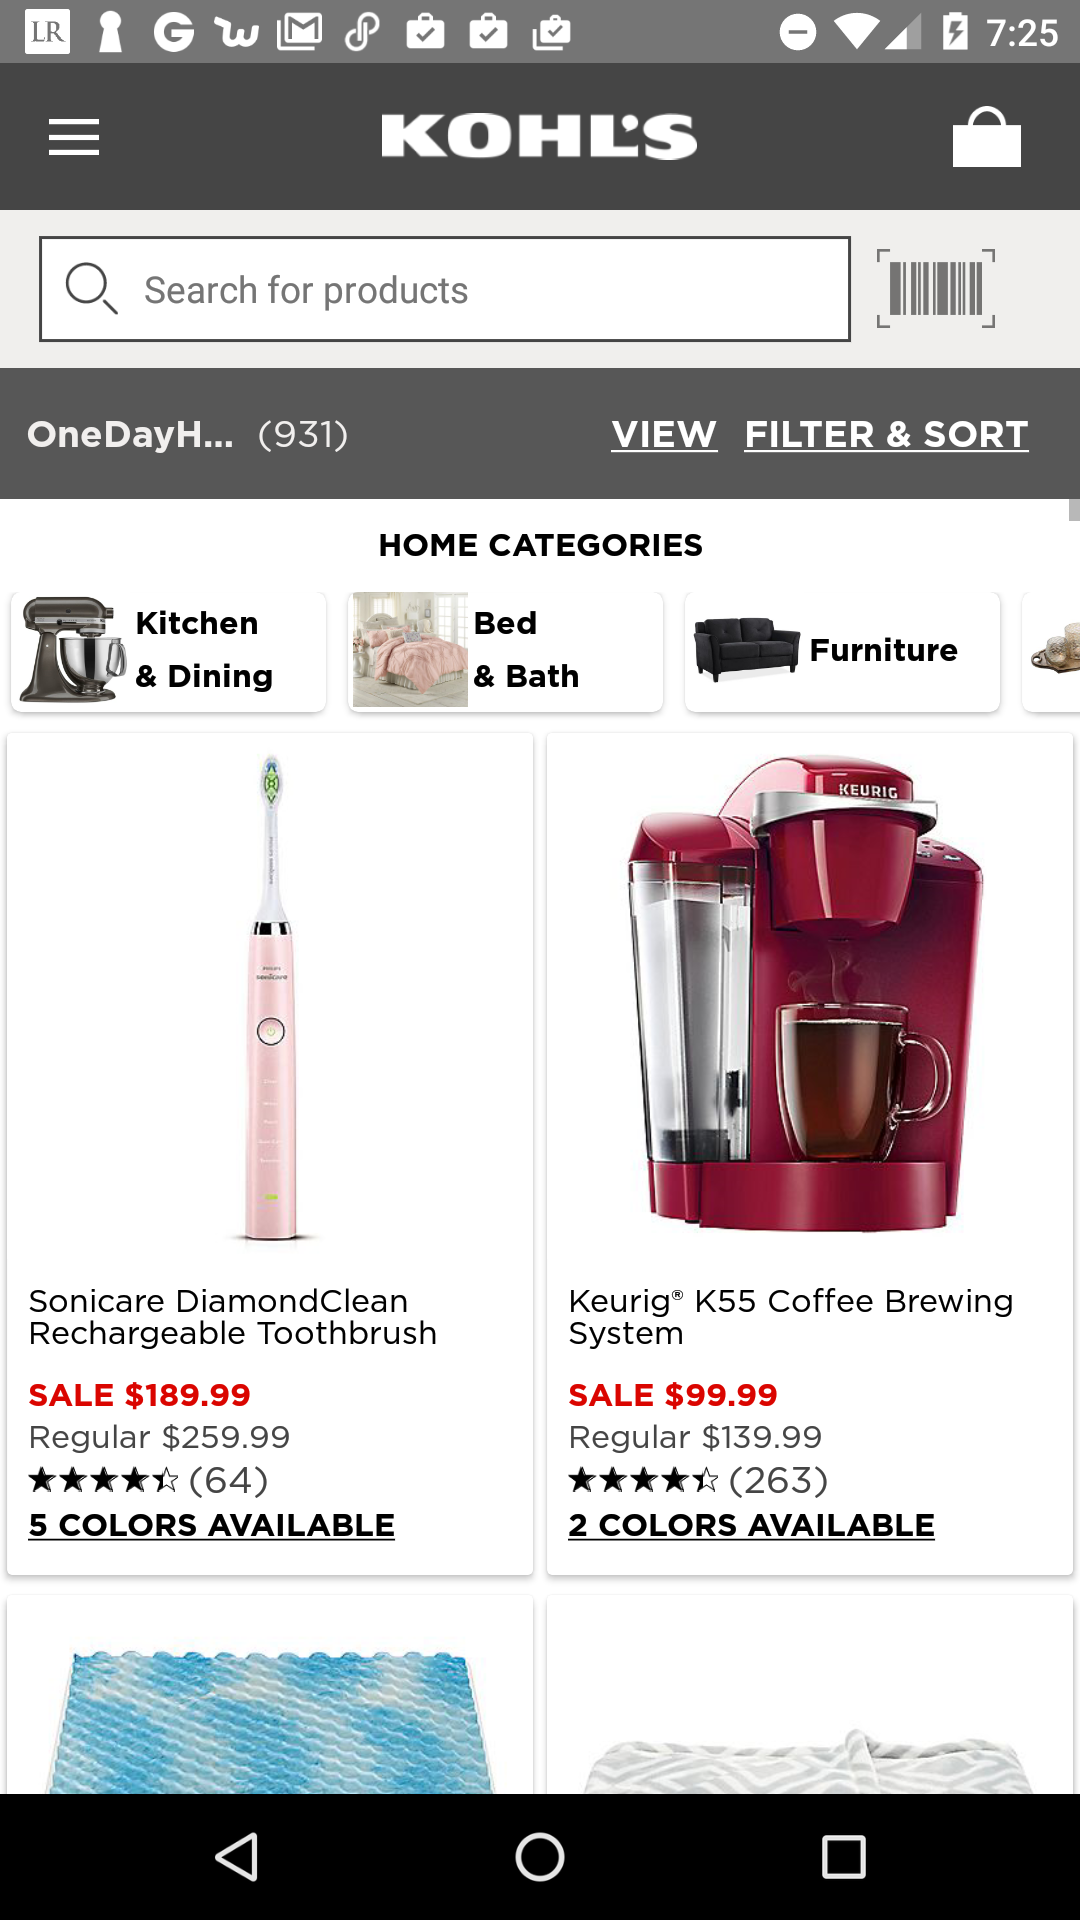 LR
7:25
KOHL'S
Search for products
OneDayH... (931)
VIEW FILTER & SORT
HOME CATEGORIES
Kitchen
& Dining
Bed
& Bath
Furniture
KEURIG
Sonicare DiamondClean
Rechargeable Toothbrush
SALE $189.99
Regular $259.99
(64)
5 COLORS AVAILABLE
Keurig® K55 Coffee Brewing
System
SALE $99.99
Regular $139.99
(263)
2 COLORS AVAILABLE